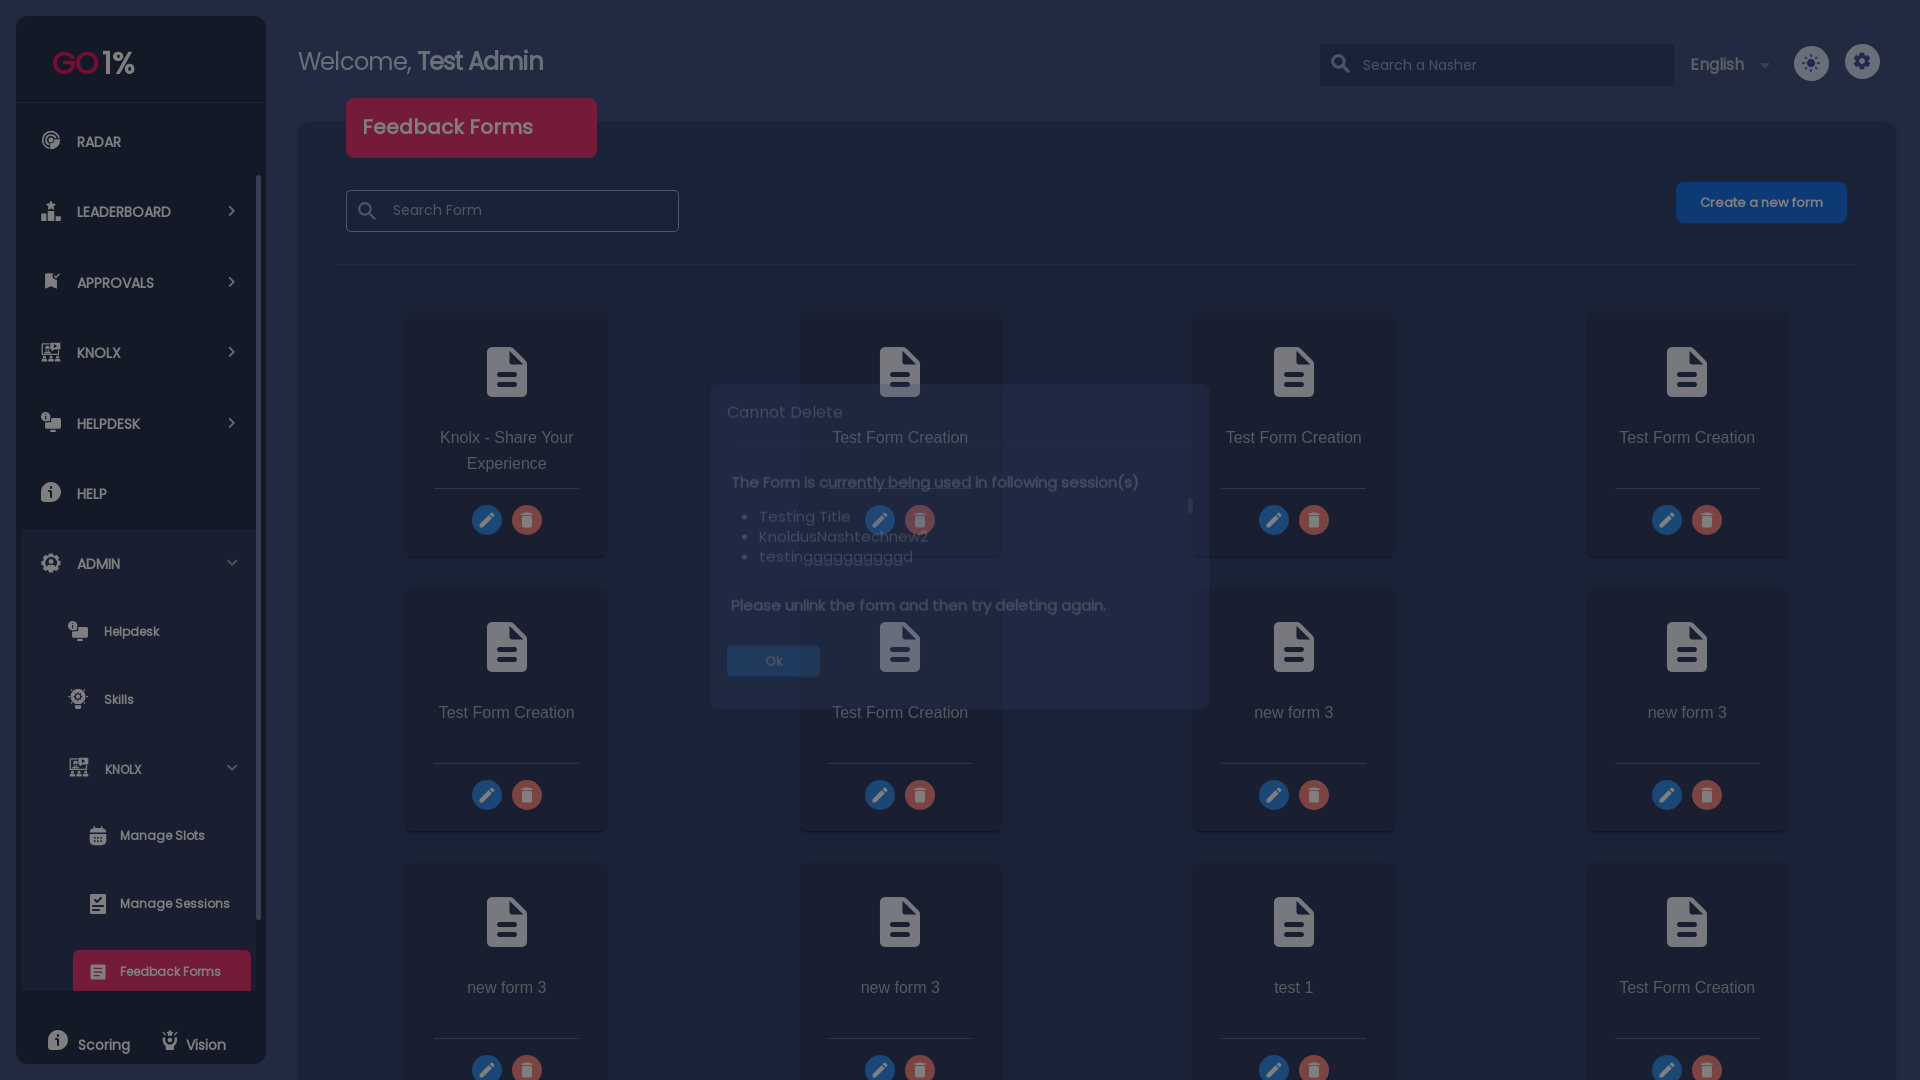 GO 1%
RADAR
LEADERBOARD
APPROVALS
KNOLX
HELPDESK
HELP
ADMIN
Helpdesk
Skills
KNOLX
Manage Slots
Manage Sessions
Feedback Forms
Scoring
Vision
Welcome, Test Admin
Search a Nasher
English
Feedback Forms
Search Form
Create a new form
Knolx - Share Your
Experience
Test Form Creation
Test Form Creation
Test Form Creation
Cannot Delete
The Form is currently being used in following session(s)
Testing Title
KnoldusNashtechnew2
testingggggggggggd
Please unlink the form and then try deleting again.
Ok
Test Form Creation
Test Form Creation
new form 3
new form 3
new form 3
new form 3
test 1
Test Form Creation